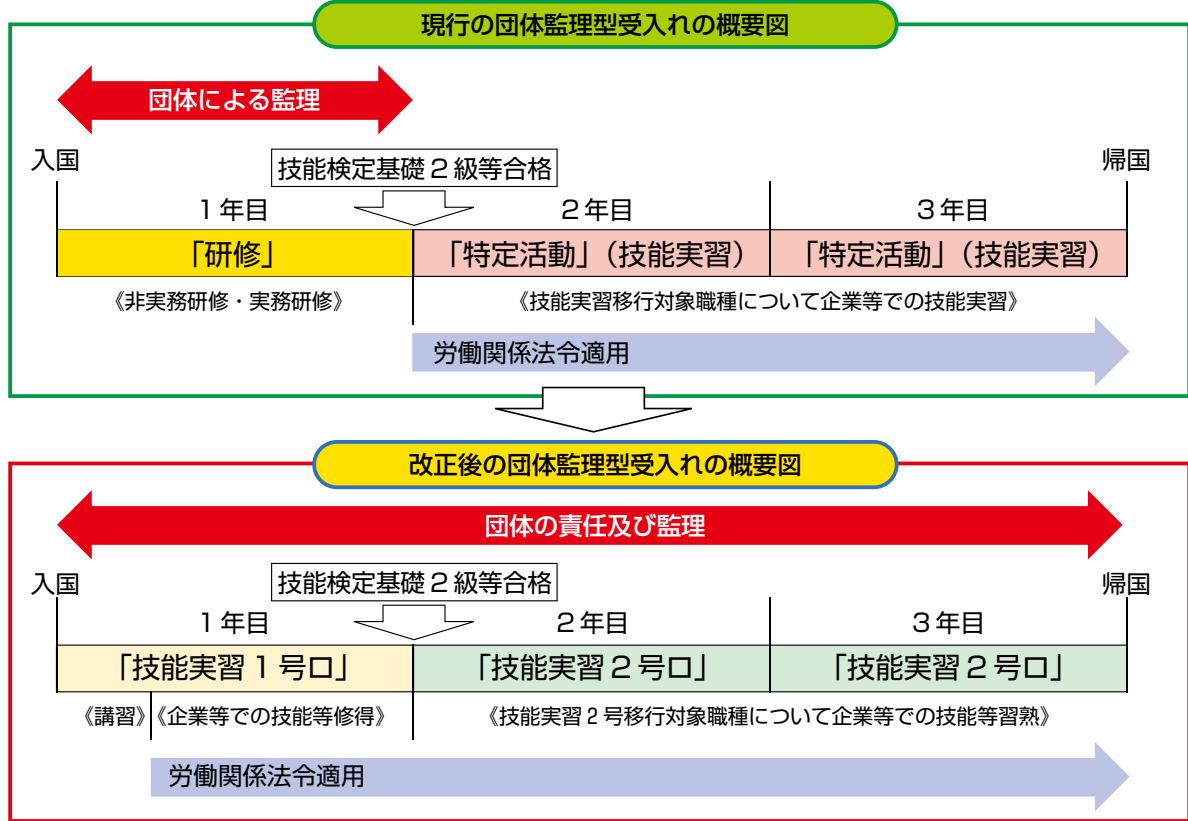 現行の団体監理型受入れの概要図
団体による監理
入国
技能検定基礎2級等合格
帰国
1年目
2年目
3年目
「研修」
「特定活動」(技能実習)
「特定活動」(技能実習)
《非実務研修・実務研修》
《技能実習移行対象職種について企業等での技能実習》
労働関係法令適用
改正後の団体監理型受入れの概要図
団体の責任及び監理
入国
技能検定基礎2級等合格
帰国
1年目
2年目
3年目
「技能実習1号ロ」
「技能実習2号ロ」
「技能実習2号ロ」
《講習》
《企業等での技能等修得》
《技能実習2号移行対象職種について企業等での技能等習熟》
労働関係法令適用